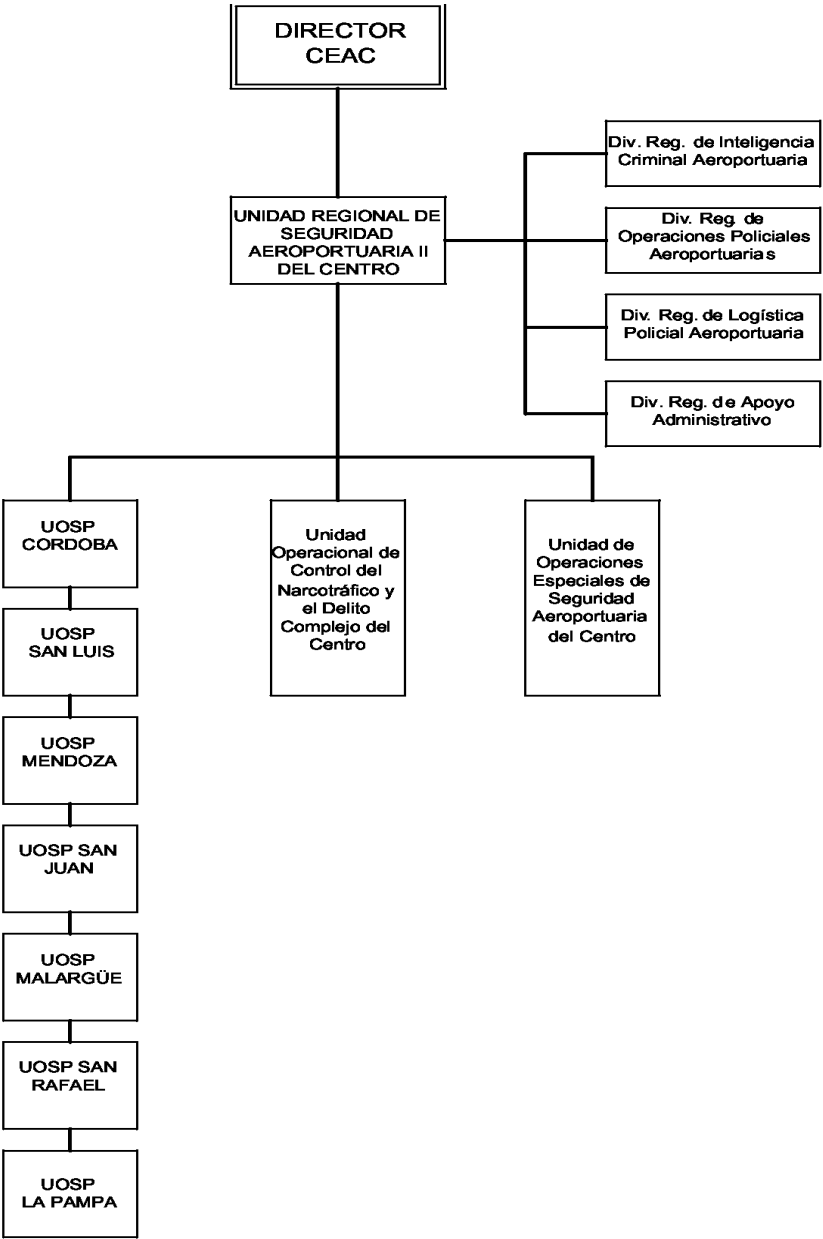 DIRECTOR
CEAC
Div. Reg. de Inteligencia
Criminal Aeroportuaria
UNIDAD REGIONAL DE
SEGURIDAD
AEROPORTUARIA II
DEL CENTRO
Div. Reg. de
Operaciones Policiales
Aeroportuarias
Div. Reg. de Logística
Policial Aeroportuaria
Div. Reg. de Apoyo
Administrativo
UOSP
CORDOBA
UOSP
SAN LUIS
UOSP
MENDOZA
UOSP SAN
JUAN
UOSP
MALARGÜE
UOSP SAN
RAFAEL
UOSP
LA PAMPA
Unidad
Operacional de
Control del
Narcotráfico y
el Delito
Complejo del
Centro
Unidad de
Operaciones
Especiales de
Seguridad
Aeroportuaria
del Centro